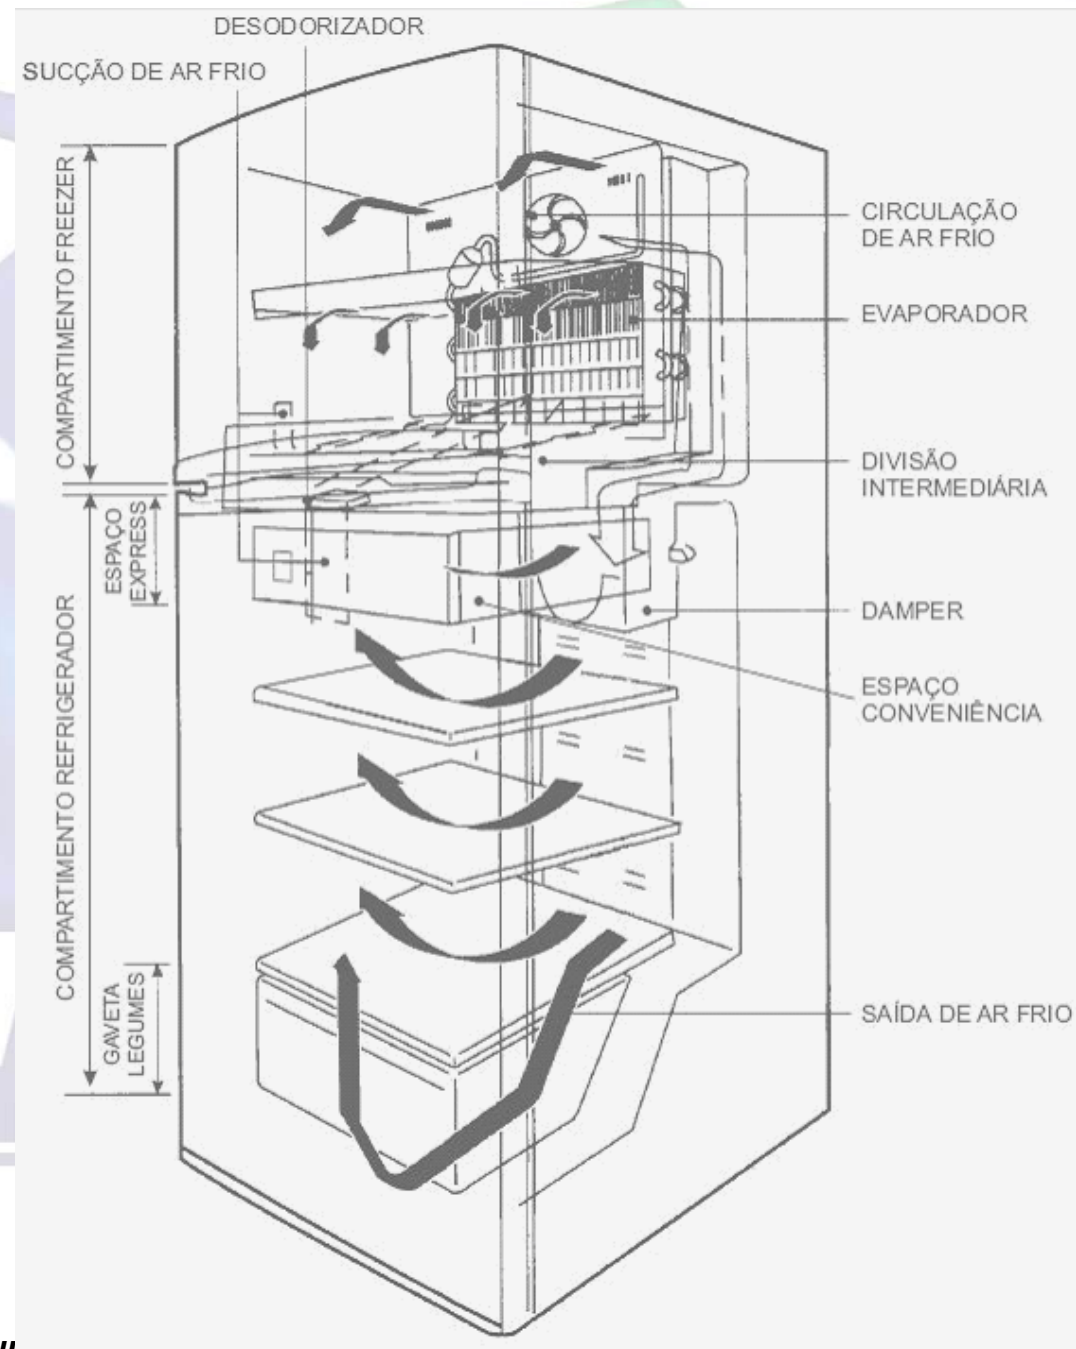 DESODORIZADOR
SUCÇÃO DE AR FRIO
COMPARTIMENTO FREEZER
CIRCULAÇÃO
DE AR FRIO
EVAPORADOR
DIVISÃO
INTERMEDIÁRIA
ESPAÇO
EXPRESS
DAMPER
COMPARTIMENTO REFRIGERADOR
ESPAÇO
CONVENIÊNCIA
GAVETA
LEGUMES
SAÍDA DE AR FRIO